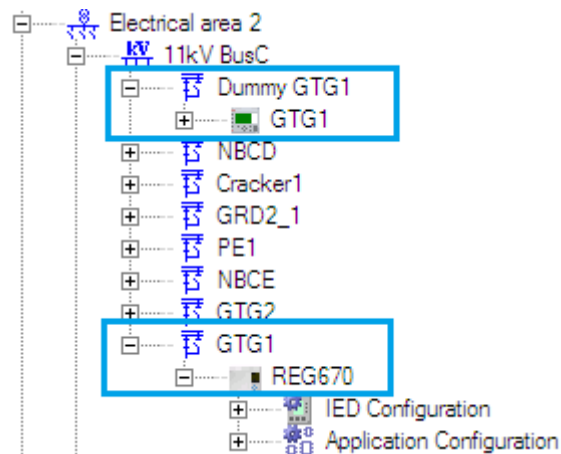 Electrical area 2
kV 11kV BusC
Dummy GTG1
GTG1
NBCD
Cracker1
GRD2_1
PE1
NBCE
GTG2
GTG1
REG670
IED Configuration
Application Configuration